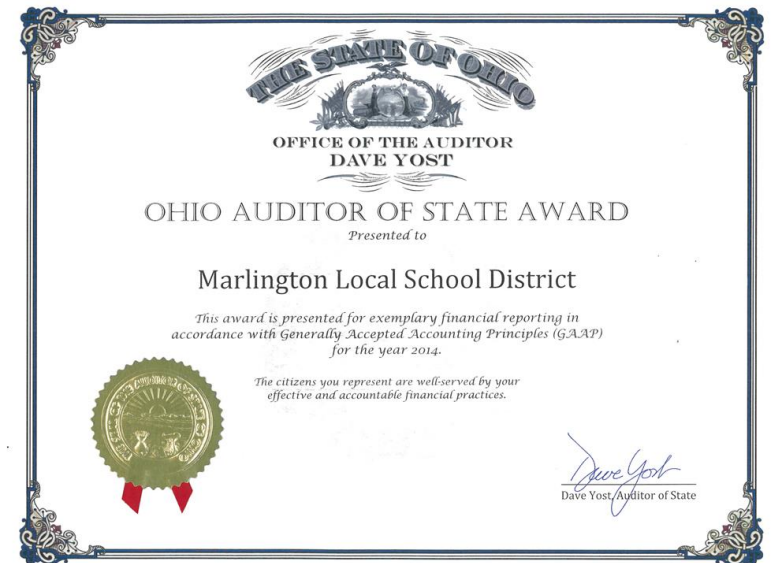 THE STATE OF OHIO
OFFICE OF THE AUDITOR
DAVE YOST
OHIO AUDITOR OF STATE AWARD
Presented to
Marlington Local School District
This award is presented for exemplary financial reporting in
accordance with Generally Accepted Accounting Principles (GAAP)
for the year 2014.
The citizens you represent are well-served by your
effective and accountable financial practices.
Dave Yost
Dave Yost, Auditor of State